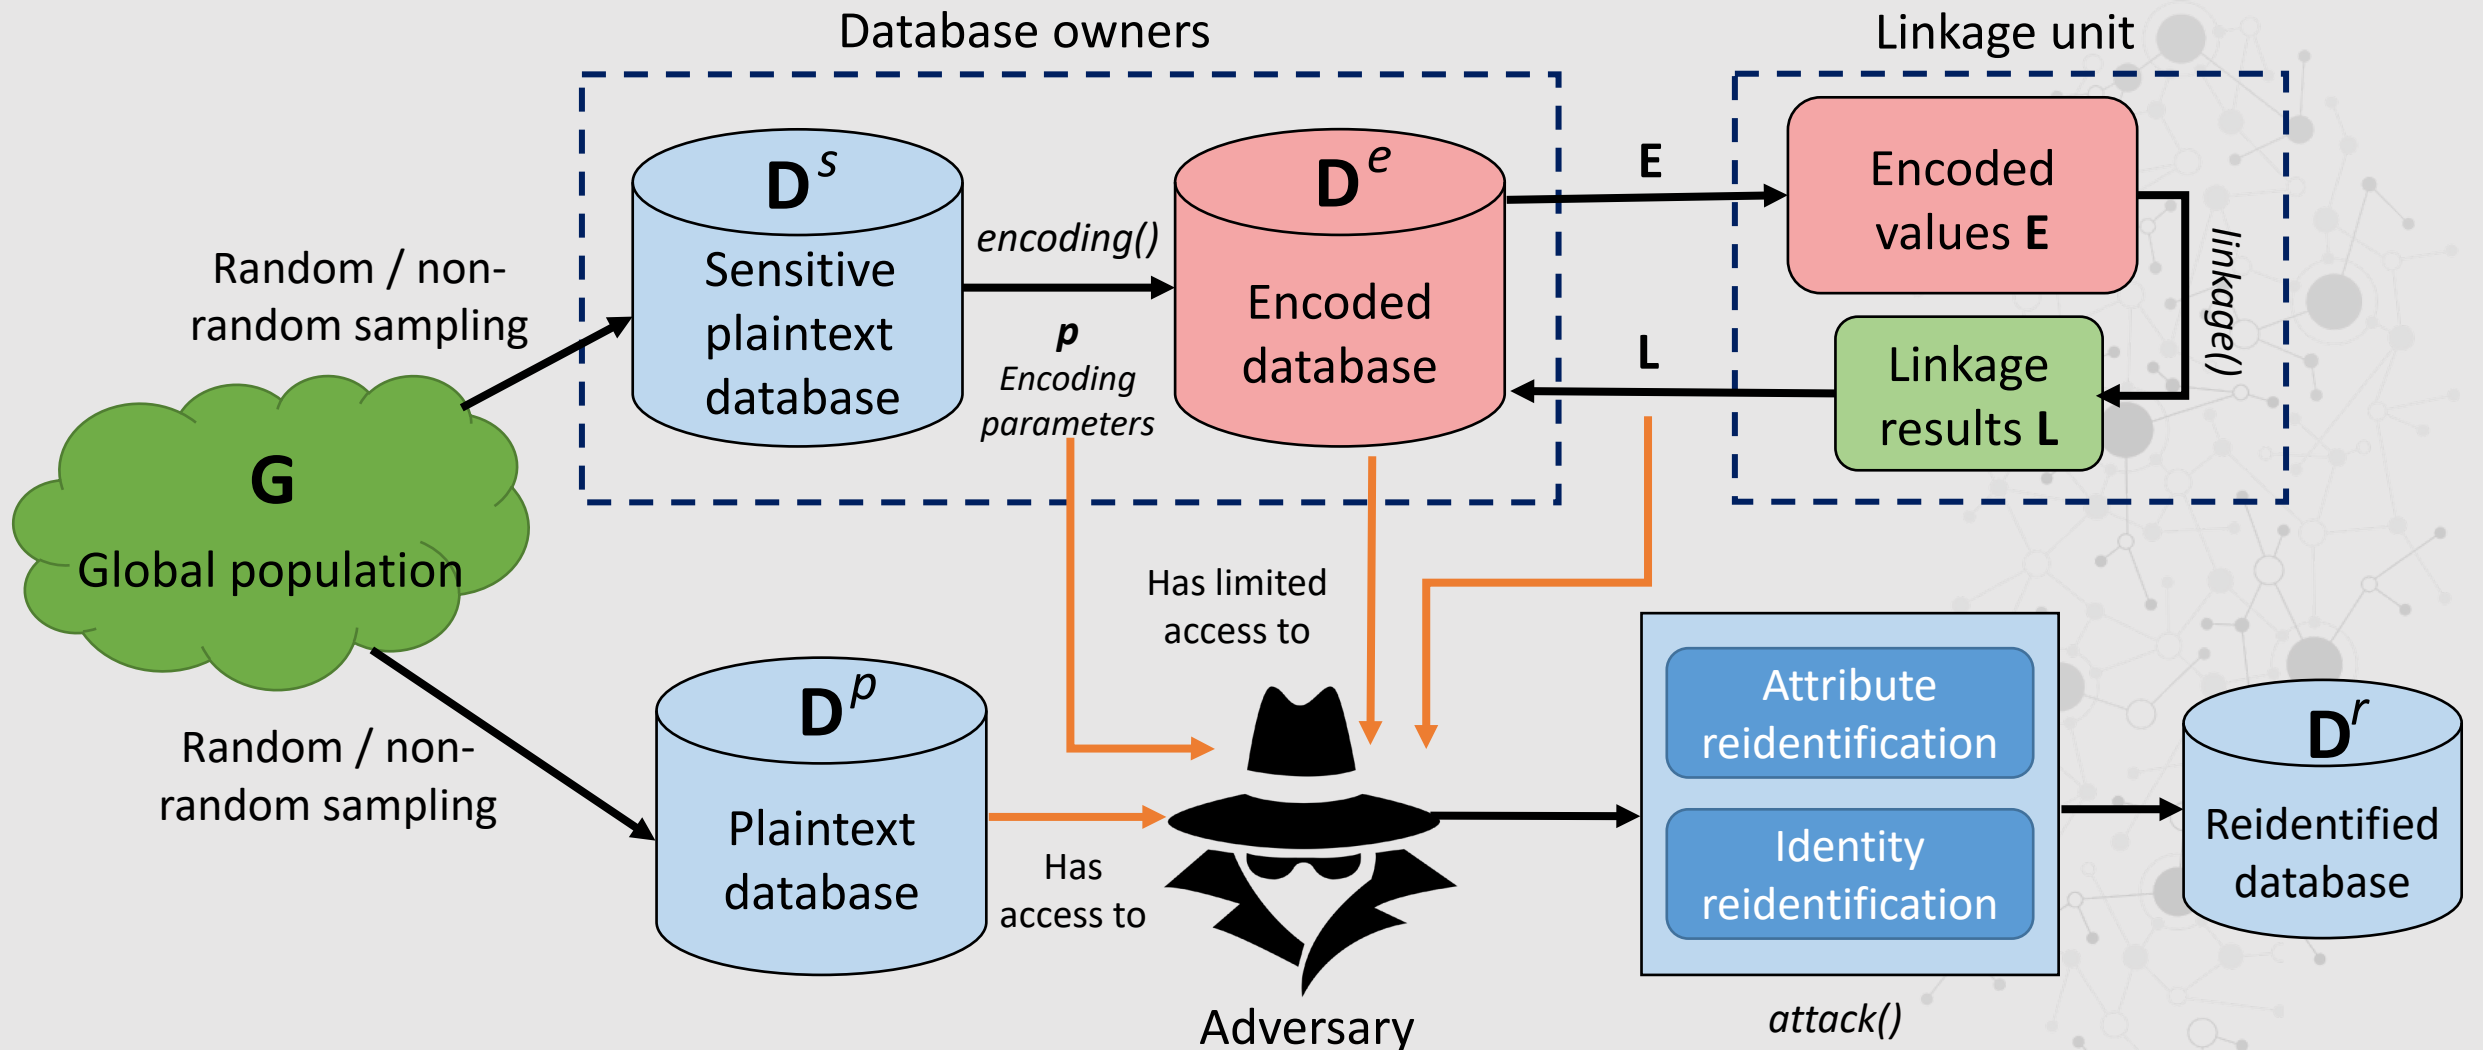 Database owners
Linkage unit
D^s
Sensitive
plaintext
database
encoding()
p
Encoding
parameters
D^e
Encoded
database
E
L
Encoded
values E
linkage()
Linkage
results L
Random / non-
random sampling
G
Global population
Random / non-
random sampling
D^p
Plaintext
database
Has
access to
Has limited
access to
Adversary
Attribute
reidentification
Identity
reidentification
attack()
D^r
Reidentified
database